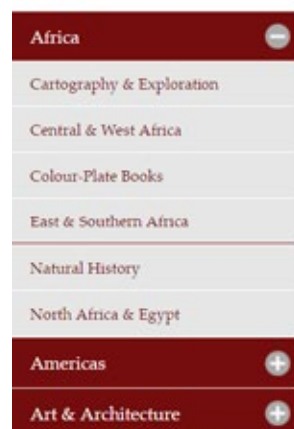 Africa
Cartography & Exploration
Central & West Africa
Colour-Plate Books
East & Southern Africa
Natural History
North Africa & Egypt
Americas
Art & Architecture